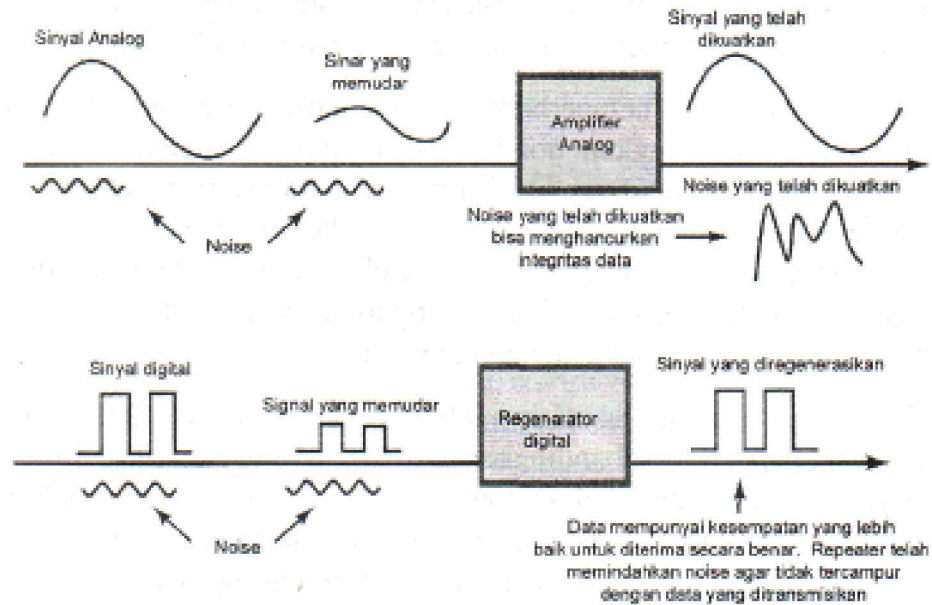 Sinyal Analog
Sinar yang
memudar
Sinyal yang telah
dikuatkan
Amplifier
Analog
Noise
Noise yang telah dikuatkan
bisa menghancurkan
integritas data
Noise yang telah dikuatkan
Sinyal digital
Signal yang memudar
Regenarator
digital
Sinyal yang diregenerasikan
Noise
Data mempunyai kesempatan yang lebih
baik untuk diterima secara benar. Repeater telah
memindahkan noise agar tidak tercampur
dengan data yang ditransmisikan